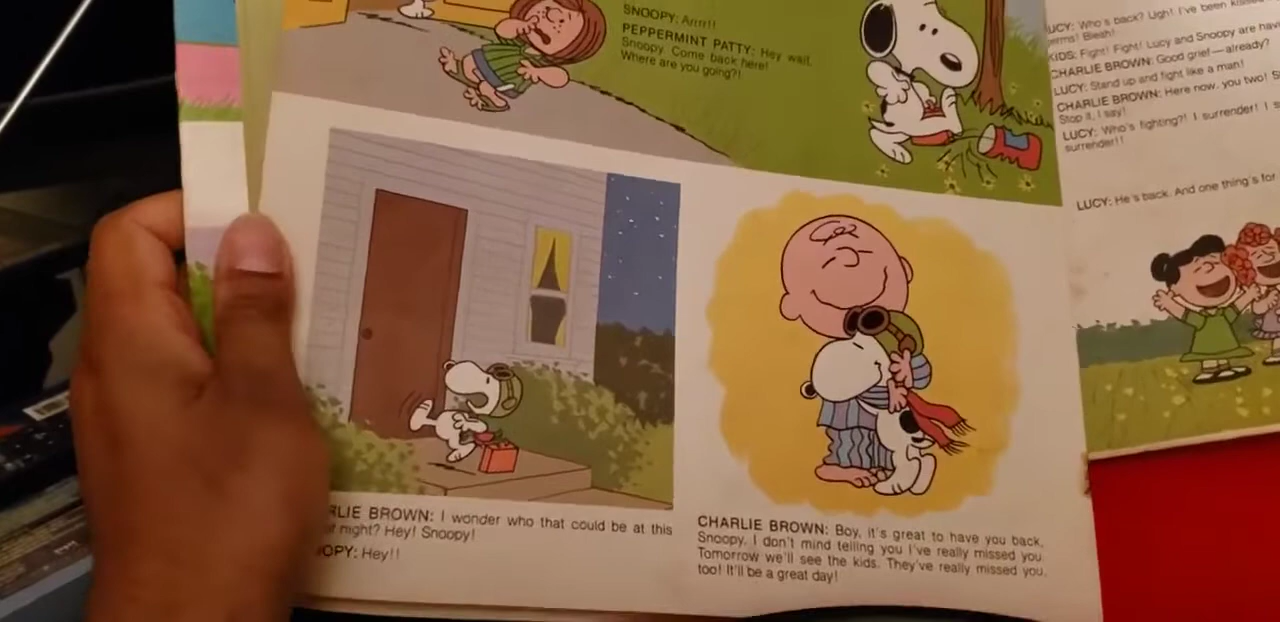 SNOOPY: Arrr!!
PEPPERMINT PATTY: Hey wait,
Snoopy. Come back here!
Where are you going?!
RLIE BROWN: I wonder who that could be at this
night? Hey! Snoopy!
OPY: Hey!!
CHARLIE BROWN: Boy, it's great to have you back,
Snoopy. I don't mind telling you I've really missed you.
Tomorrow we'll see the kids. They've really missed you,
too! It'll be a great day!
LUCY: Who's back? Ugh! I've been
Bleah!
KIDS: Fight! Fight! Lucy and Snoopy are hav
CHARLIE BROWN: Good grief—already?
LUCY: Stand up and fight like a man!
CHARLIE BROWN: Here now, you two! S
Stop it, I say!
LUCY: Who's fighting?! I surrender! I s
surrender!!
LUCY: He's back. And one thing's for